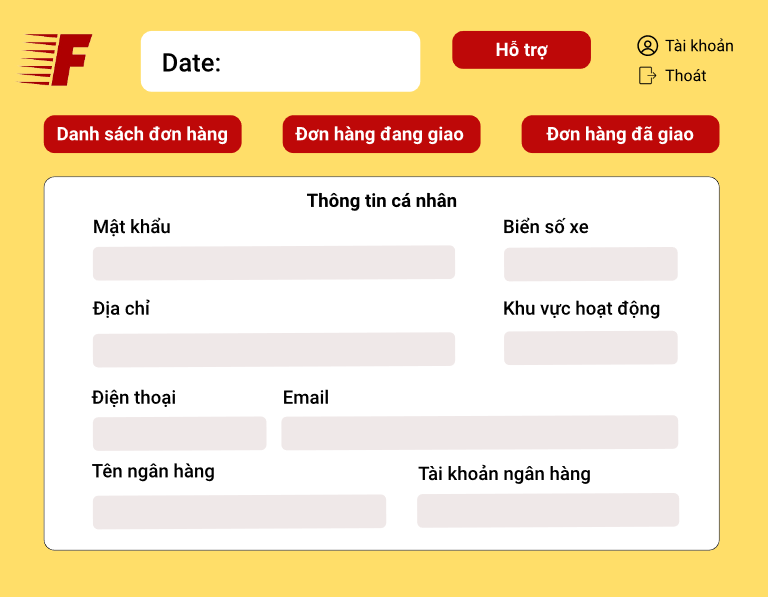 F
Date:
Hỗ trợ
Tài khoản
Thoát
Danh sách đơn hàng
Đơn hàng đang giao
Đơn hàng đã giao
Thông tin cá nhân
Mật khẩu
Biển số xe
Địa chỉ
Khu vực hoạt động
Điện thoại
Email
Tên ngân hàng
Tài khoản ngân hàng